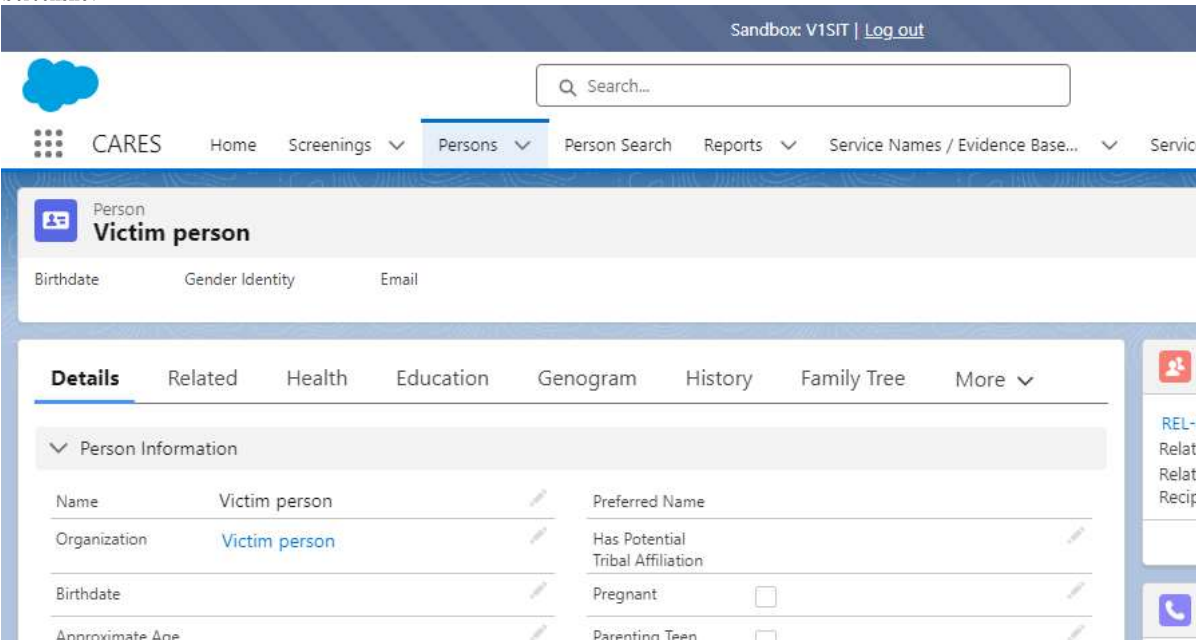 Sandbox: V1SIT | Log out
Search...
CARES Home Screenings Persons Person Search Reports Service Names / Evidence Base...
Person
Victim person
Birthdate Gender Identity Email
Details Related Health Education Genogram History Family Tree More
Person Information
Name Victim person Preferred Name
Organization Victim person Has Potential
Tribal Affiliation
Birthdate Pregnant
Approximate Age Parenting Teen
REL-